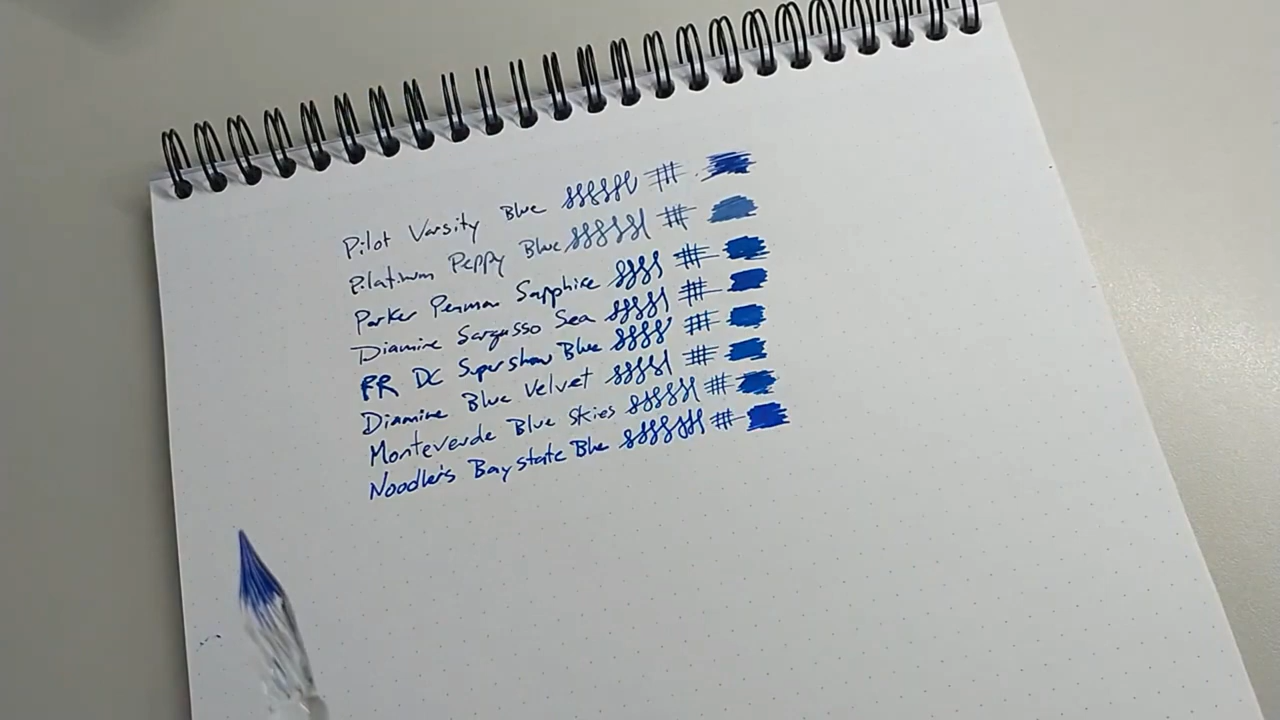 Pilot Varsity Blue
Platinum Peppy Blue
Parker Penman Sapphire
Diamine Sargasso Sea
FR DC Supershow Blue
Diamine Blue Velvet
Monteverde Blue Skies
Noodler's Baystate Blue